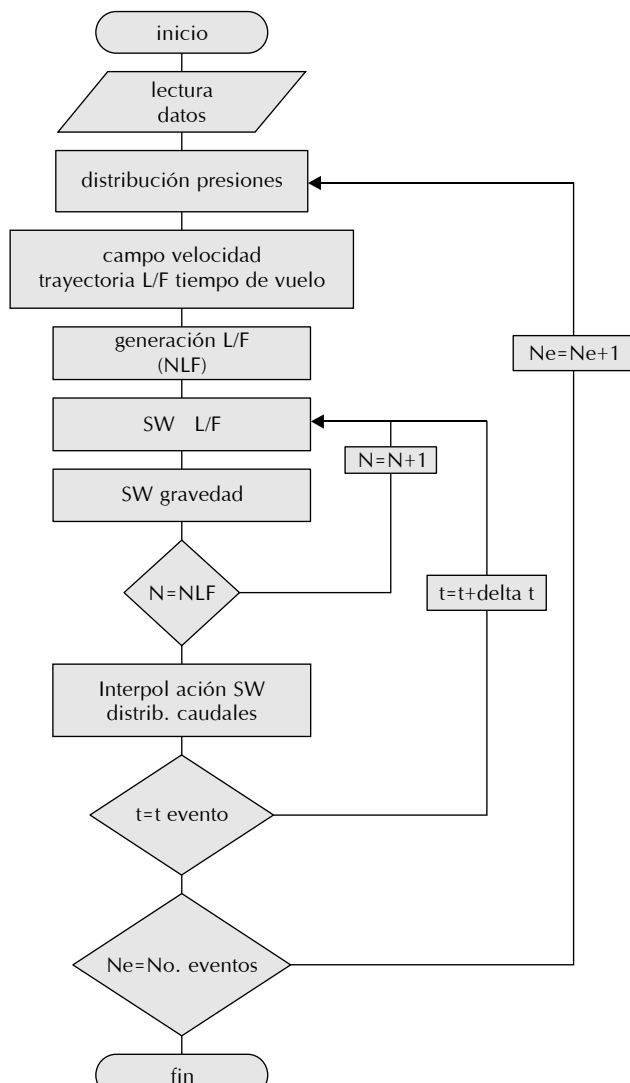 inicio
lectura
datos
distribución presiones
campo velocidad
trayectoria L/F tiempo de vuelo
generación L/F
(NLF)
Ne=Ne+1
SW L/F
N=N+1
SW gravedad
N=NLF
t=t+delta t
Interpol ación SW
distrib. caudales
t=t evento
Ne=No. eventos
fin